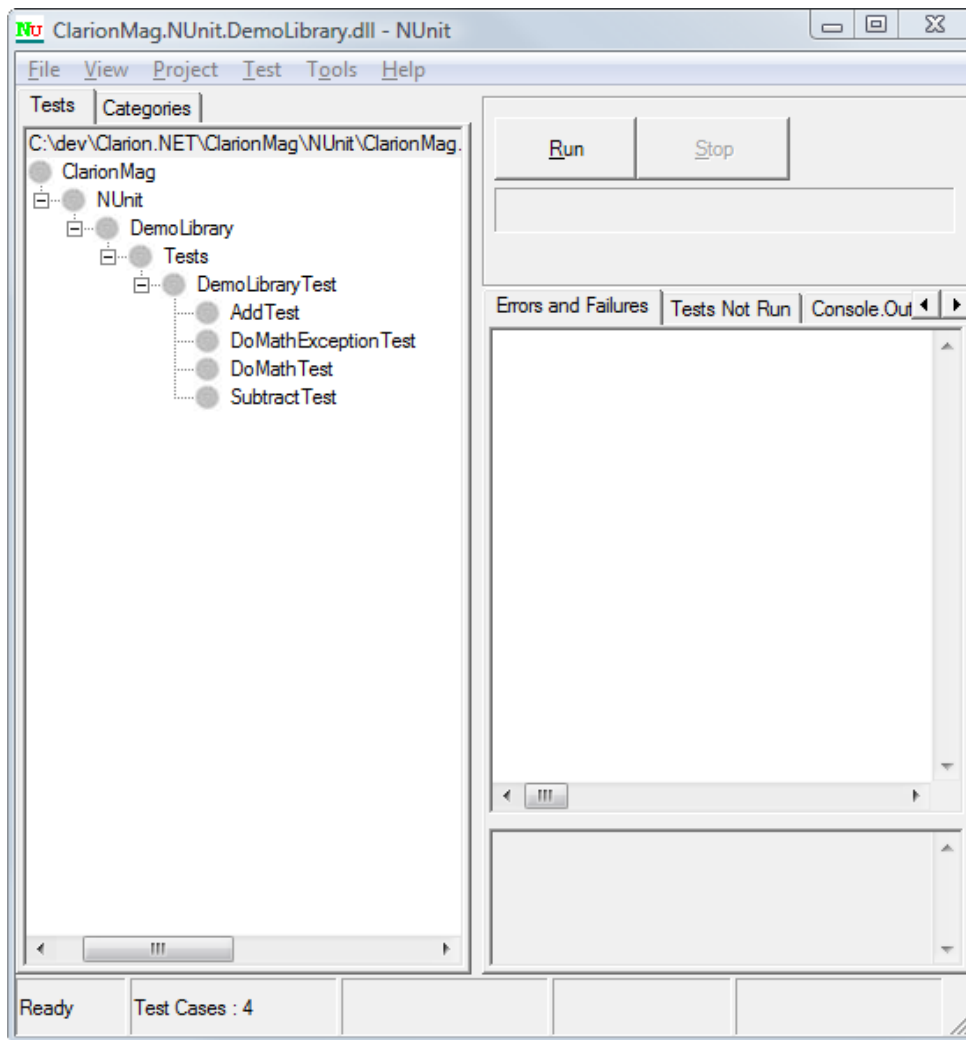 NU ClarionMag.NUnit.DemoLibrary.dll - NUnit
File View Project Test Tools Help
Tests Categories
C:\dev\Clarion.NET\ClarionMag\NUnit\ClarionMag.
ClarionMag
NUnit
DemoLibrary
Tests
DemoLibraryTest
AddTest
DoMathExceptionTest
DoMathTest
SubtractTest
Run Stop
Errors and Failures Tests Not Run Console.Out
Ready Test Cases : 4